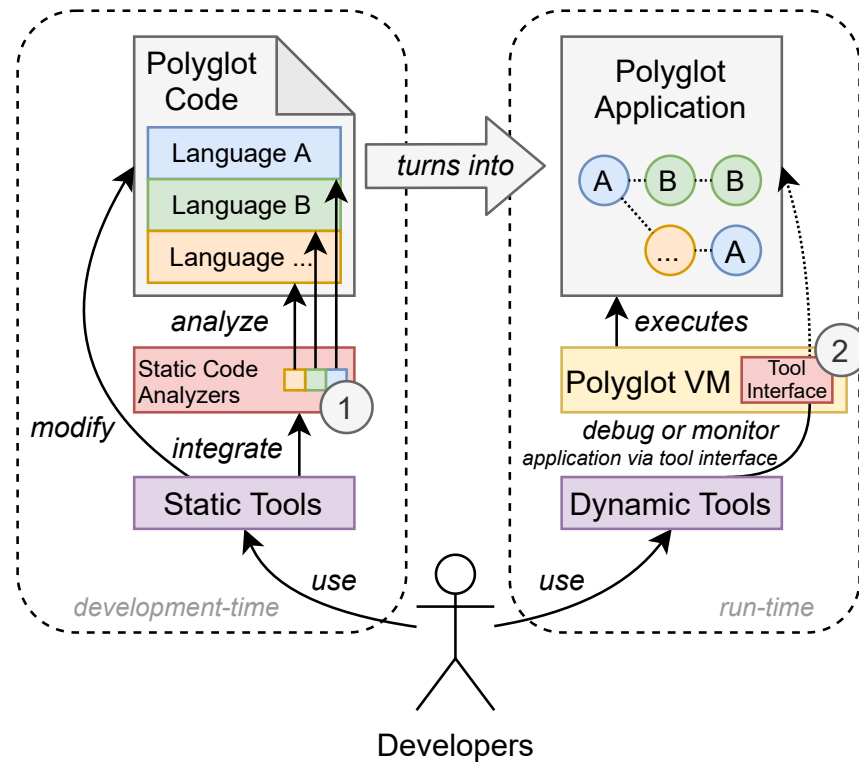 Polyglot
Code
Language A
Language B
Language ...
analyze
Static Code
Analyzers
1
modify
integrate
Static Tools
use
development-time
turns into
Polyglot
Application
A
B
B
...
A
executes
2
Polyglot VM
Tool
Interface
debug or monitor
application via tool interface
Dynamic Tools
use
run-time
Developers